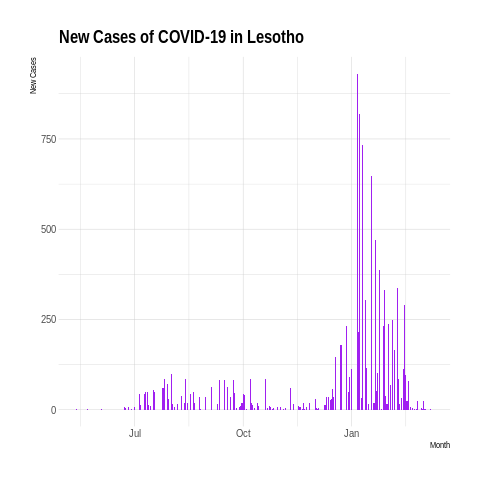 New Cases of COVID-19 in Lesotho
New Cases
750
500
250
0
Jul
Oct
Jan
Month